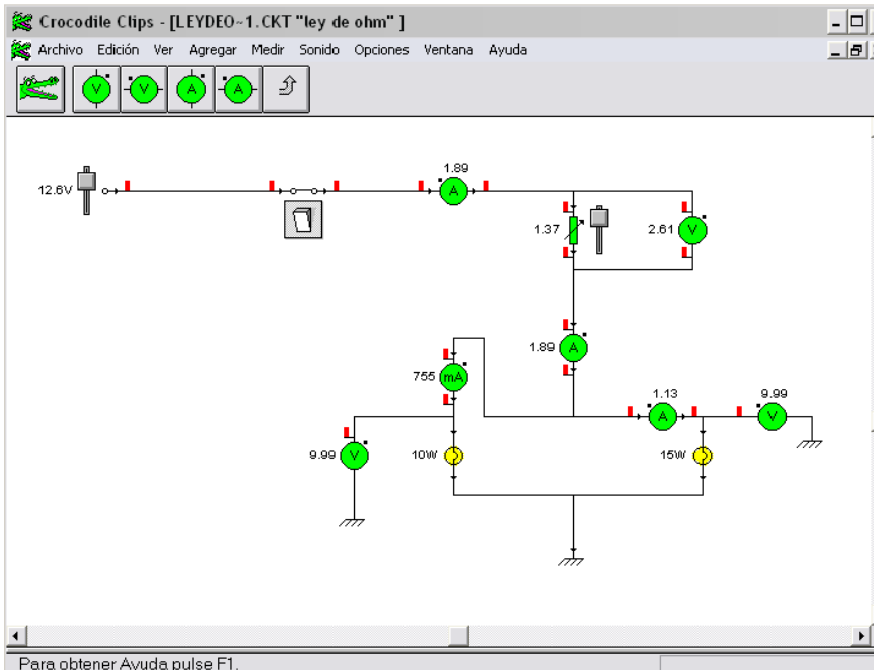 Crocodile Clips - [LEYDEO~1.CKT "ley de ohm" ]
Archivo Edición Ver Agregar Medir Sonido Opciones Ventana Ayuda
V V A A
1.89
12.6V
A
1.37
2.61 V
1.89 A
755 mA
1.13 9.99
A V
9.99 V
10W
15W
Para obtener Ayuda pulse F1.